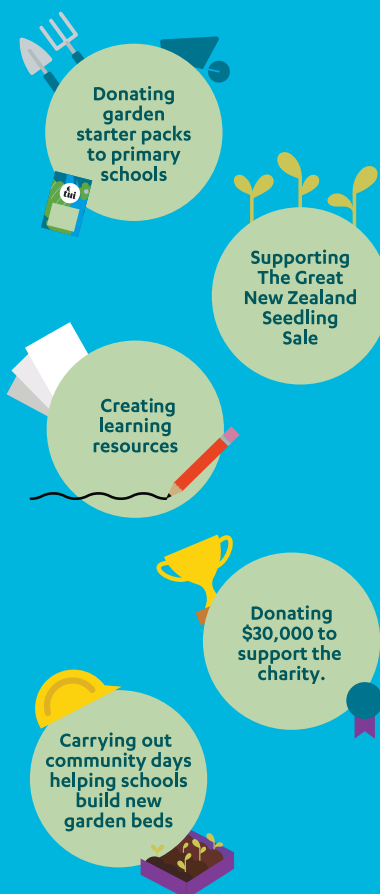 Donating
garden
starter packs
to primary
schools
tui
Supporting
The Great
New Zealand
Seedling
Sale
Creating
learning
resources
Donating
$30,000 to
support the
charity.
Carrying out
community days
helping schools
build new
garden beds